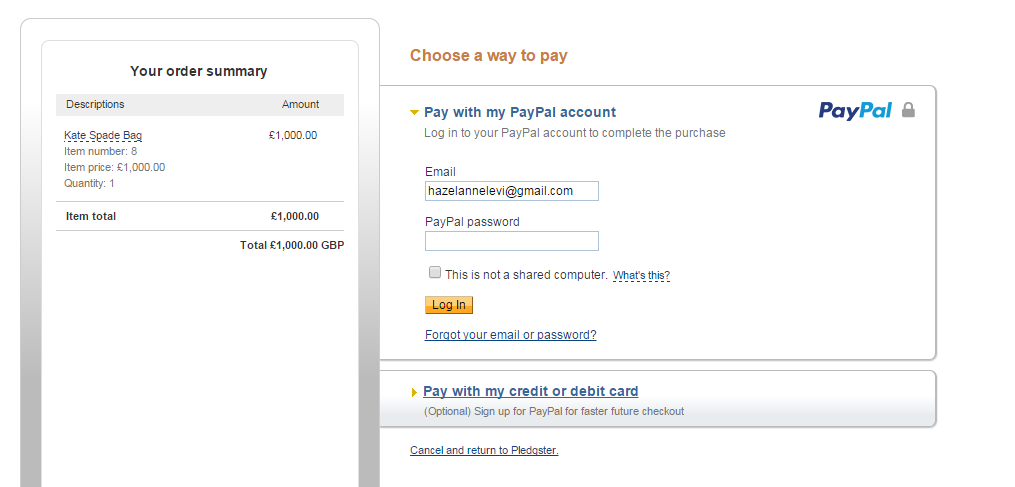 Your order summary
Descriptions Amount
Kate Spade Bag £1,000.00
Item number: 8
Item price: £1,000.00
Quantity: 1
Item total £1,000.00
Total £1,000.00 GBP
Choose a way to pay
Pay with my PayPal account
PayPal
Log in to your PayPal account to complete the purchase
Email
hazelannelevi@gmail.com
PayPal password
This is not a shared computer. What's this?
Log In
Forgot your email or password?
Pay with my credit or debit card
(Optional) Sign up for PayPal for faster future checkout
Cancel and return to Pledgster.